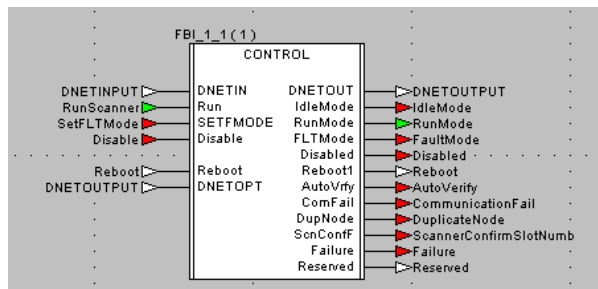 FBI_1_1(1)
CONTROL
DNETINPUT DNETIN DNETOUT DNETOUTPUT
RunScanner Run IdleMode IdleMode
SetFLTMode SETFMODE RunMode RunMode
Disable Disable FLTMode FaultMode
Disabled Disabled
Reboot Reboot Reboot1 Reboot
DNETOUTPUT DNETOPT AutoVrfy AutoVerify
ComFail CommunicationFail
DupNode DuplicateNode
ScnConfF ScannerConfirmSlotNumb
Failure Failure
Reserved Reserved